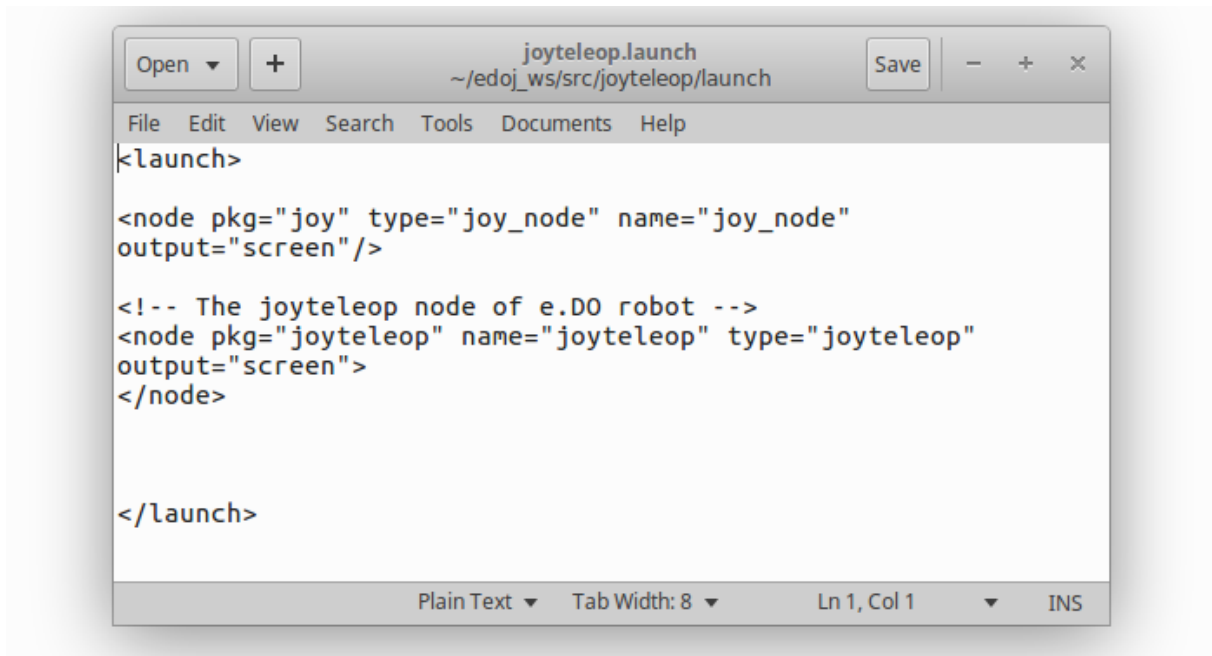 Open
+
joyteleop.launch
~/edoj_ws/src/joyteleop/launch
Save
File Edit View Search Tools Documents Help
<launch>
<node pkg="joy" type="joy_node" name="joy_node"
output="screen"/>
<!-- The joyteleop node of e.DO robot -->
<node pkg="joyteleop" name="joyteleop" type="joyteleop"
output="screen">
</node>
</launch>
Plain Text Tab Width: 8 Ln 1, Col 1 INS